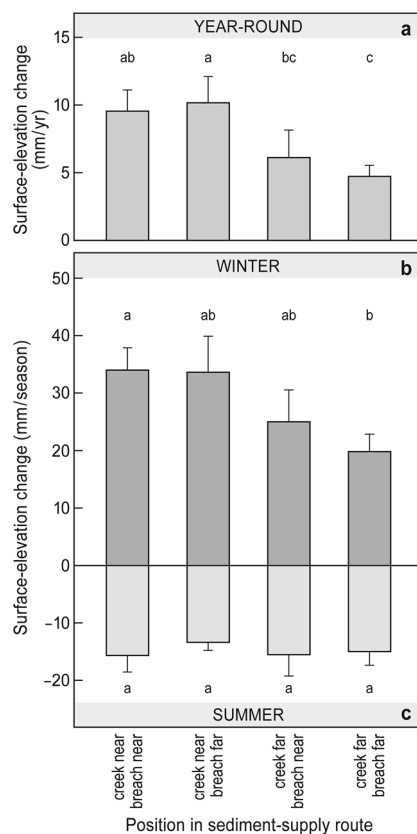 YEAR-ROUND a
ab a bc c
Surface-elevation change
(mm/yr)
15
10
5
0
WINTER b
a ab ab b
Surface-elevation change (mm/season)
50
40
30
20
10
0
−10
−20
a a a a
SUMMER c
creek near
breach near
creek near
breach far
creek far
breach near
creek far
breach far
Position in sediment-supply route